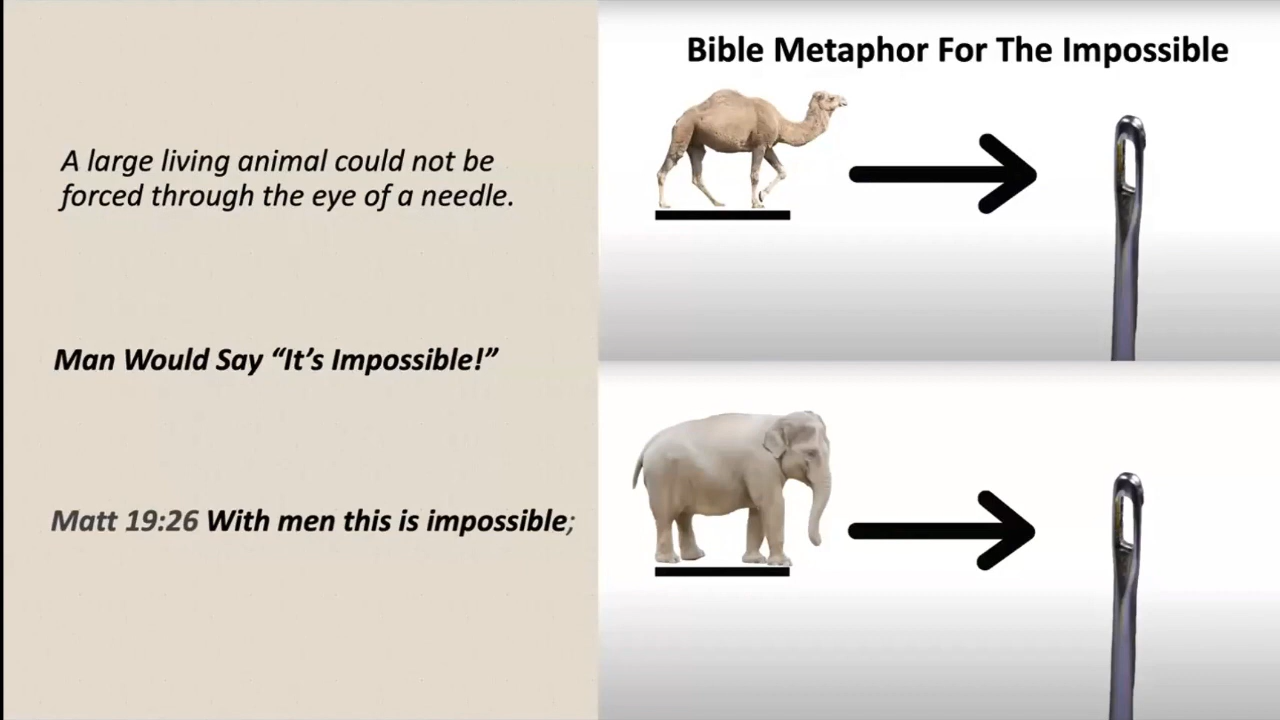 Bible Metaphor For The Impossible
A large living animal could not be
forced through the eye of a needle.
Man Would Say “It’s Impossible!”
Matt 19:26 With men this is impossible;